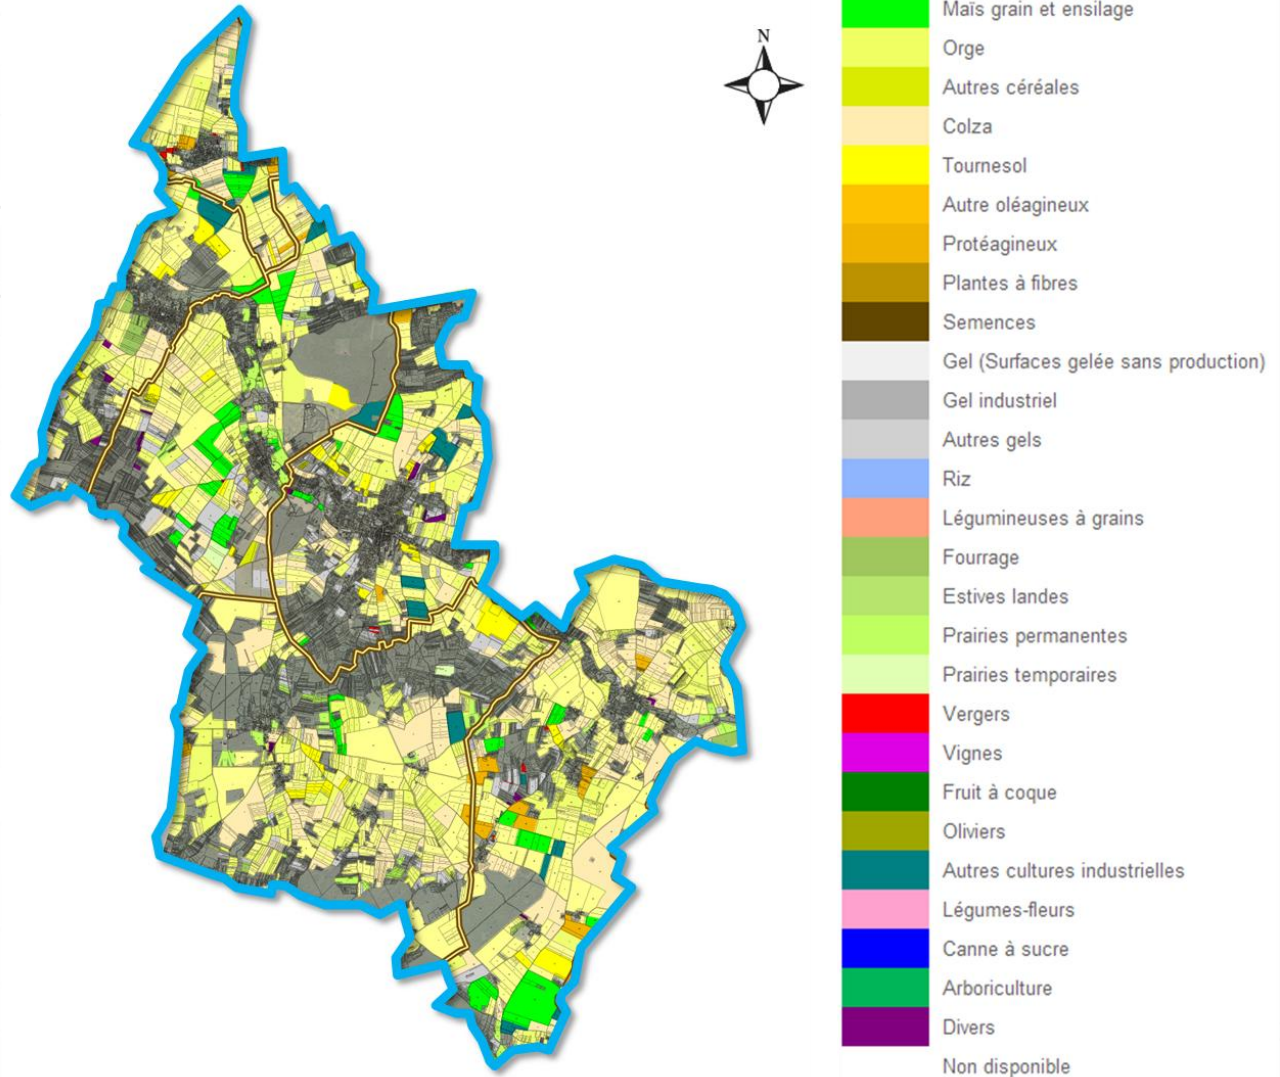 N
Maïs grain et ensilage
Orge
Autres céréales
Colza
Tournesol
Autre oléagineux
Protéagineux
Plantes à fibres
Semences
Gel (Surfaces gelée sans production)
Gel industriel
Autres gels
Riz
Légumineuses à grains
Fourrage
Estives landes
Prairies permanentes
Prairies temporaires
Vergers
Vignes
Fruit à coque
Oliviers
Autres cultures industrielles
Légumes-fleurs
Canne à sucre
Arboriculture
Divers
Non disponible